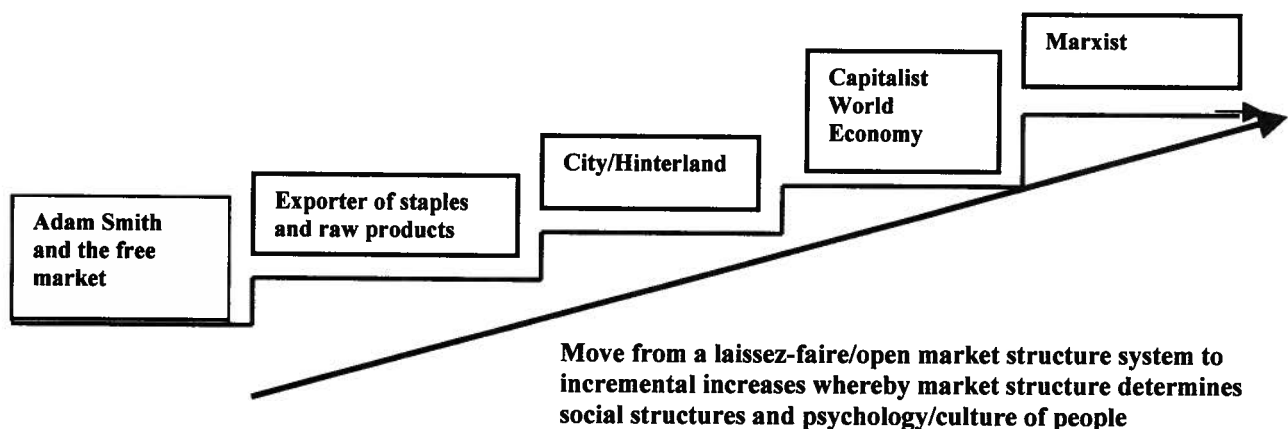 Adam Smith
and the free
market
Exporter of staples
and raw products
City/Hinterland
Capitalist
World
Economy
Marxist
Move from a laissez-faire/open market structure system to
incremental increases whereby market structure determines
social structures and psychology/culture of people